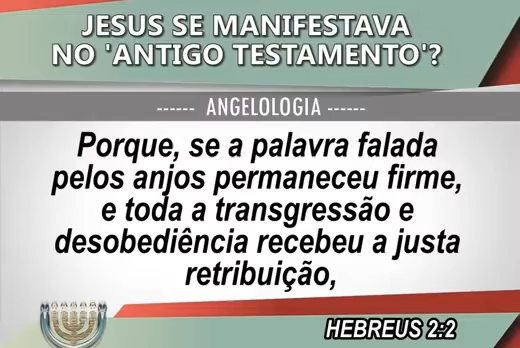 JESUS SE MANIFESTAVA
NO 'ANTIGO TESTAMENTO'?
------ ANGELOLOGIA ------
Porque, se a palavra falada
pelos anjos permaneceu firme,
e toda a transgressão e
desobediência recebeu a justa
retribuição,
HEBREUS 2:2